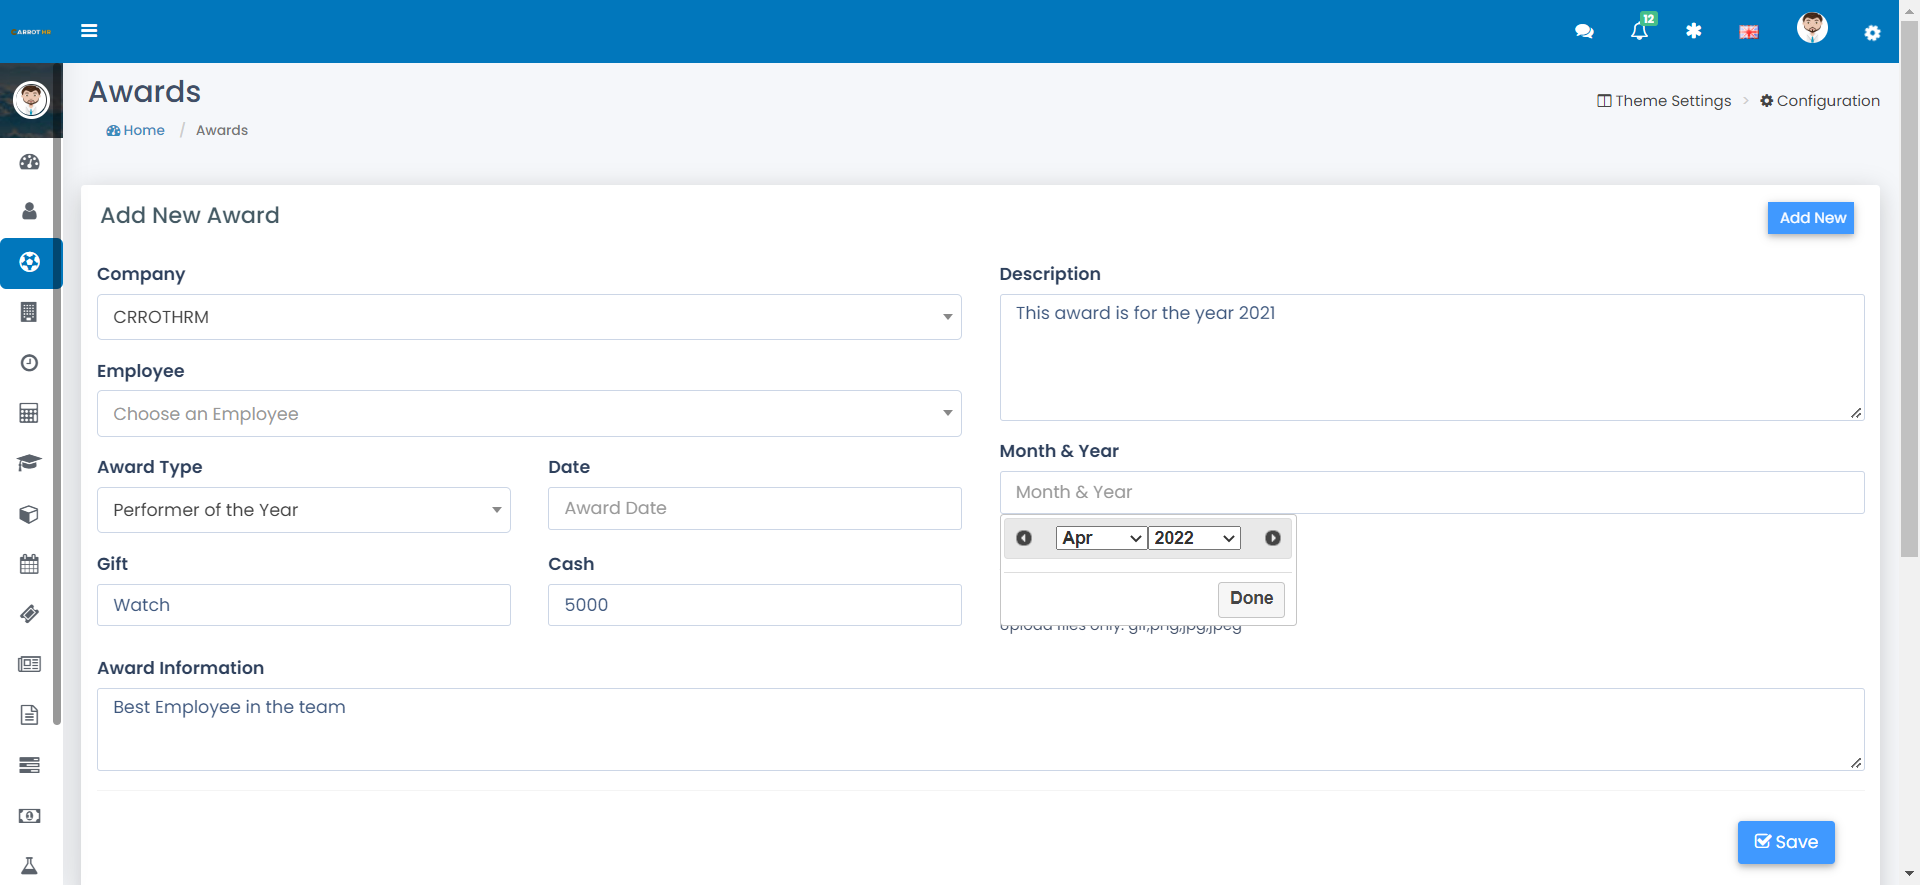 ARROT HR
12
Awards
Home / Awards
Theme Settings > Configuration
Add New Award
Add New
Company
CRROTHRM
Employee
Choose an Employee
Award Type
Performer of the Year
Date
Award Date
Gift
Watch
Cash
5000
Description
This award is for the year 2021
Month & Year
Month & Year
Apr 2022
Done
Upload files only: gif,png,jpg,jpeg
Award Information
Best Employee in the team
Save